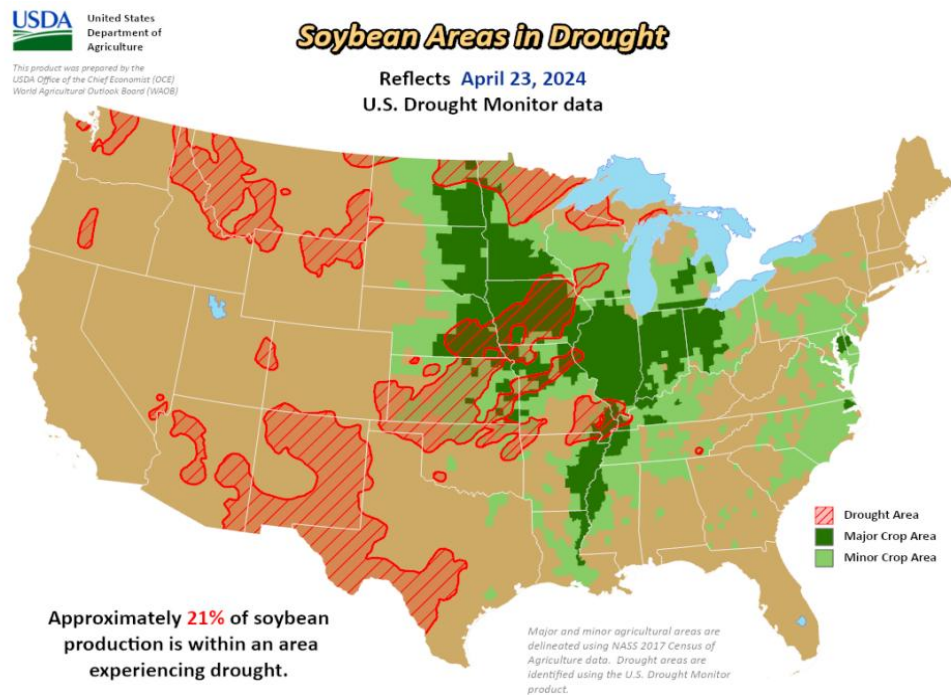 USDA
United States
Department of
Agriculture
This product was prepared by the
USDA Office of the Chief Economist (OCE)
World Agricultural Outlook Board (WAOB)
Soybean Areas in Drought
Reflects April 23, 2024
U.S. Drought Monitor data
Drought Area
Major Crop Area
Minor Crop Area
Approximately 21% of soybean
production is within an area
experiencing drought.
Major and minor agricultural areas are
delineated using NASS 2017 Census of
Agriculture data. Drought areas are
identified using the U.S. Drought Monitor
product.